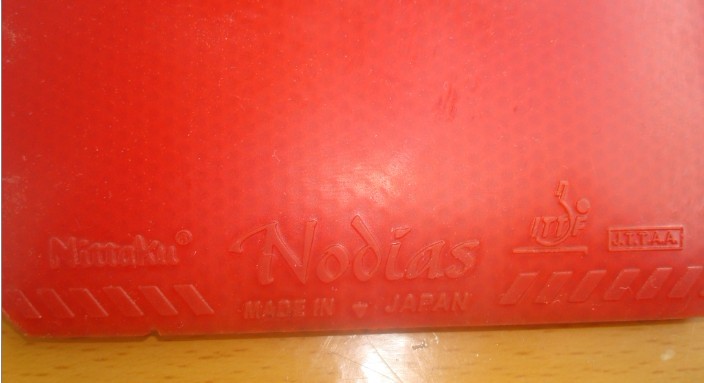 Nittaku®
Nodias
MADE IN JAPAN
ITTF
J.T.T.A.A.